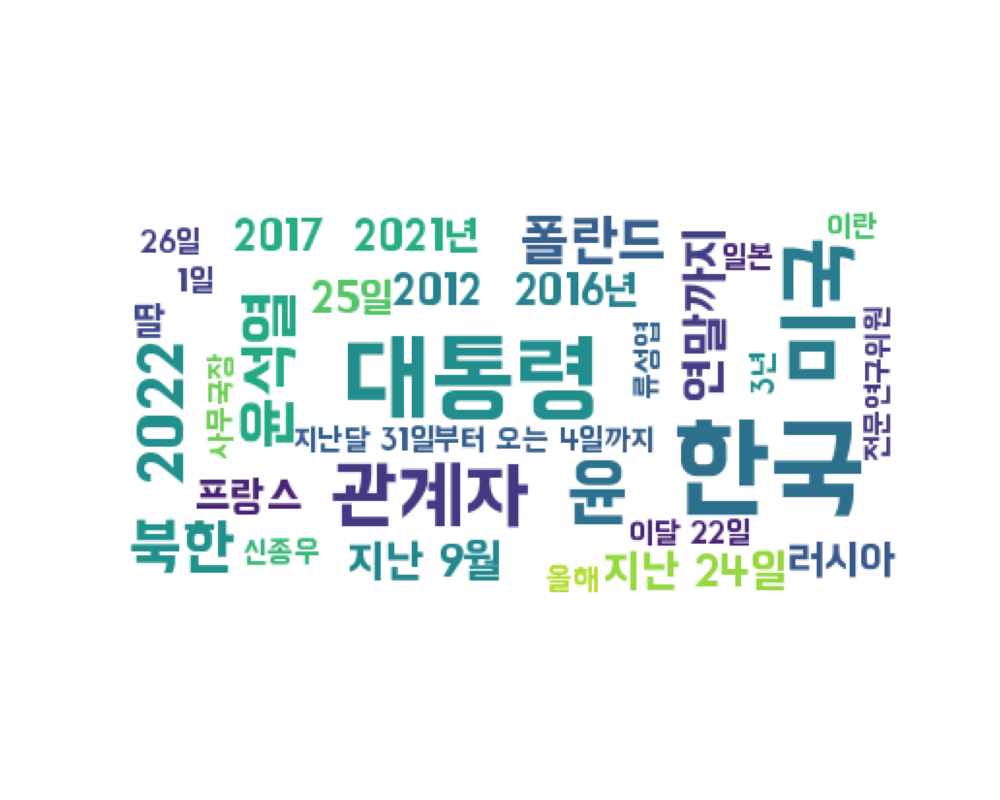 이란
26일
2017
2021년
폴란드
연말까지
일본
미국
1일
25일
2012
2016년
딸
윤석열
2022
사무국장
대통령
류성엽
3년
전문연구위원
지난달 31일부터 오는 4일까지
한국
프랑스
관계자
윤
이달 22일
북한
신종우
지난 9월
올해
지난 24일
러시아